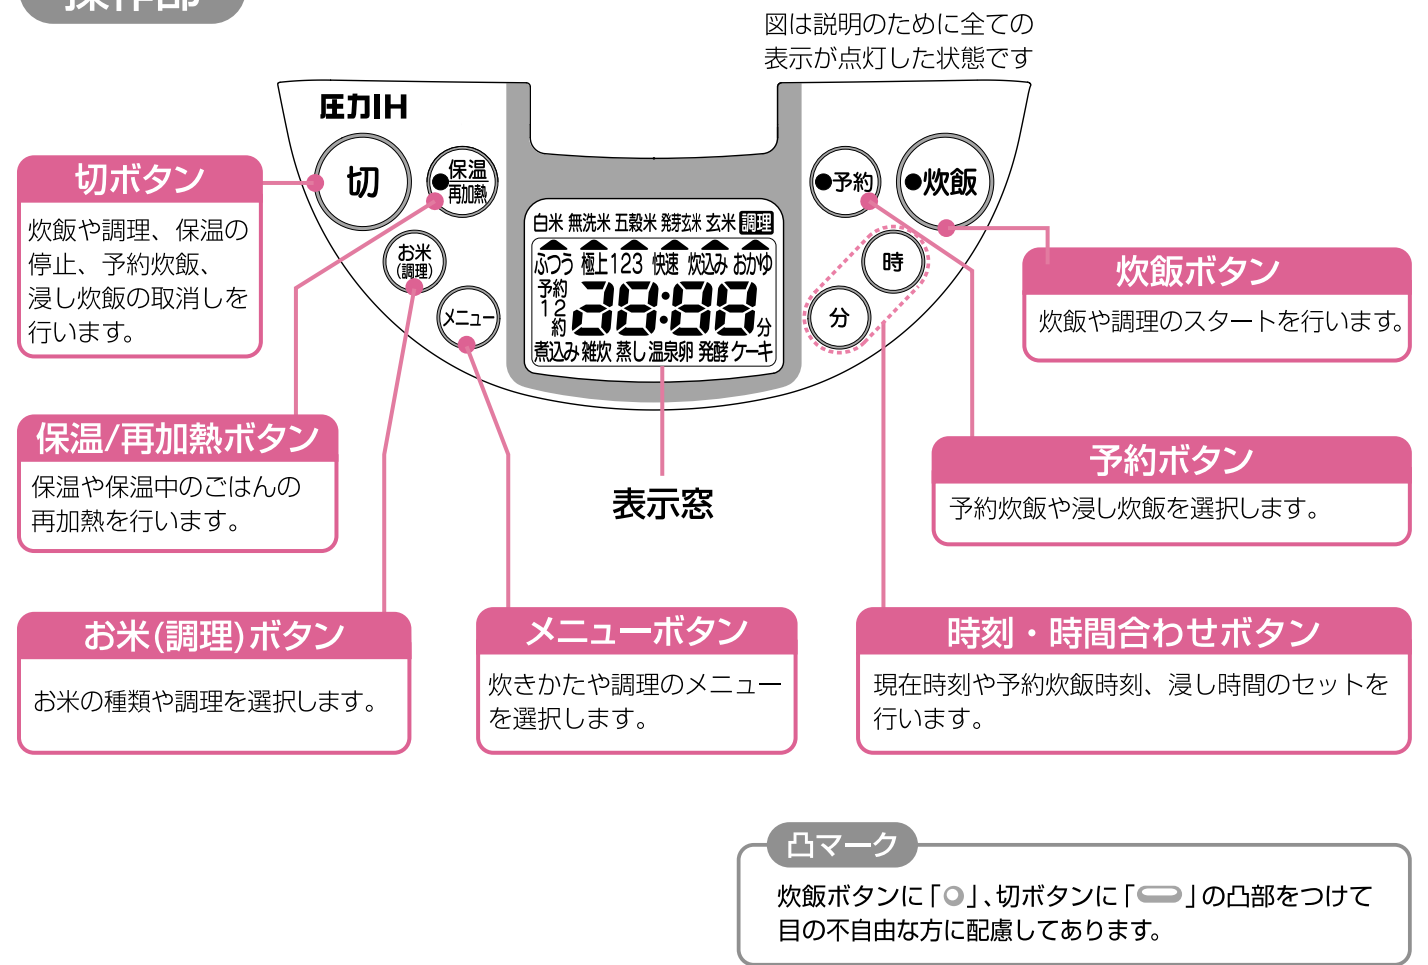 操作部
図は説明のために全ての
表示が点灯した状態です
圧力IH
切
保温
再加熱
お米
(調理)
メニュー
予約
炊飯
時
分
白米 無洗米 五穀米 発芽玄米 玄米 調理
ふつう 極上123 快速 炊込み おかゆ
予約
12
約
28:88
分
煮込み 雑炊 蒸し 温泉卵 発酵 ケーキ
切ボタン
炊飯や調理、保温の
停止、予約炊飯、
浸し炊飯の取消しを
行います。
炊飯ボタン
炊飯や調理のスタートを行います。
保温/再加熱ボタン
保温や保温中のごはんの
再加熱を行います。
表示窓
予約ボタン
予約炊飯や浸し炊飯を選択します。
お米(調理)ボタン
お米の種類や調理を選択します。
メニューボタン
炊きかたや調理のメニュー
を選択します。
時刻・時間合わせボタン
現在時刻や予約炊飯時刻、浸し時間のセットを
行います。
凸マーク
炊飯ボタンに「」、切ボタンに「」の凸部をつけて
目の不自由な方に配慮してあります。